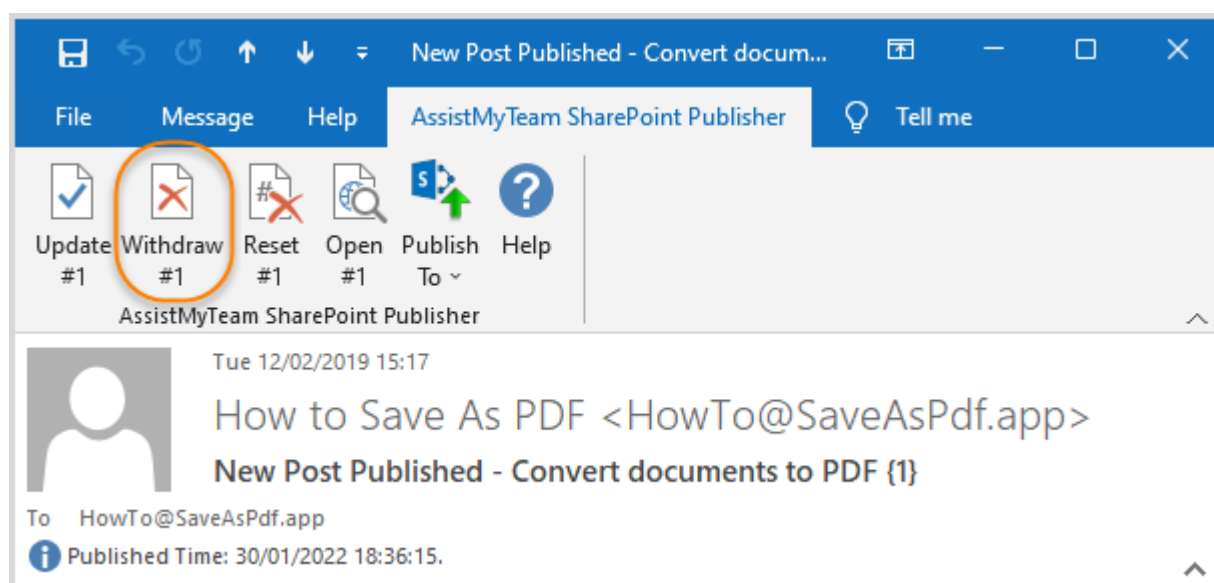 New Post Published - Convert docum...
File Message Help AssistMyTeam SharePoint Publisher Tell me
Update Withdraw Reset Open Publish Help
#1 #1 #1 #1 To
AssistMyTeam SharePoint Publisher
Tue 12/02/2019 15:17
How to Save As PDF <HowTo@SaveAsPdf.app>
New Post Published - Convert documents to PDF {1}
To HowTo@SaveAsPdf.app
Published Time: 30/01/2022 18:36:15.